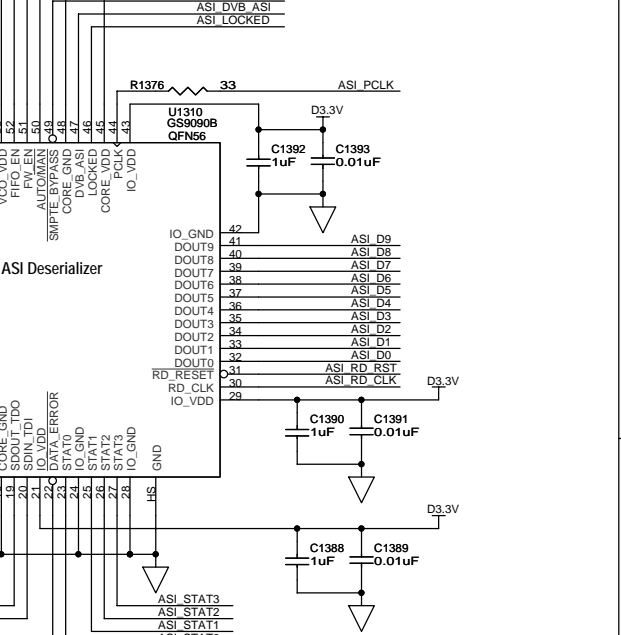 ASI_DVB_ASI
ASI_LOCKED
R1376 33 ASI_PCLK
U1310
GS9090B
QFN56
D3.3V
C1392
1uF
C1393
0.01uF
52 51 50 49 48 47 46 45 44 43
VCO_VDD
FIFO_EN
FW_EN
AUTO/MAN
SMPTE_BYPASS
CORE_GND
DVB_ASI
LOCKED
CORE_VDD
PCLK
IO_VDD
ASI Deserializer
IO_GND 42
DOUT9 41 ASI_D9
DOUT8 40 ASI_D8
DOUT7 39 ASI_D7
DOUT6 38 ASI_D6
DOUT5 37 ASI_D5
DOUT4 36 ASI_D4
DOUT3 35 ASI_D3
DOUT2 34 ASI_D2
DOUT1 33 ASI_D1
DOUT0 32 ASI_D0
RD_RESET 31 ASI_RD_RST
RD_CLK 30 ASI_RD_CLK
IO_VDD 29
D3.3V
C1390
1uF
C1391
0.01uF
CORE_GND
SDOUT_TDO
SDIN_TDI
IO_VDD
DATA_ERROR
STAT0
IO_GND
STAT1
STAT2
STAT3
IO_GND
GND
19 20 21 22 23 24 25 26 27 28 HS
D3.3V
C1388
1uF
C1389
0.01uF
ASI_STAT3
ASI_STAT2
ASI_STAT1